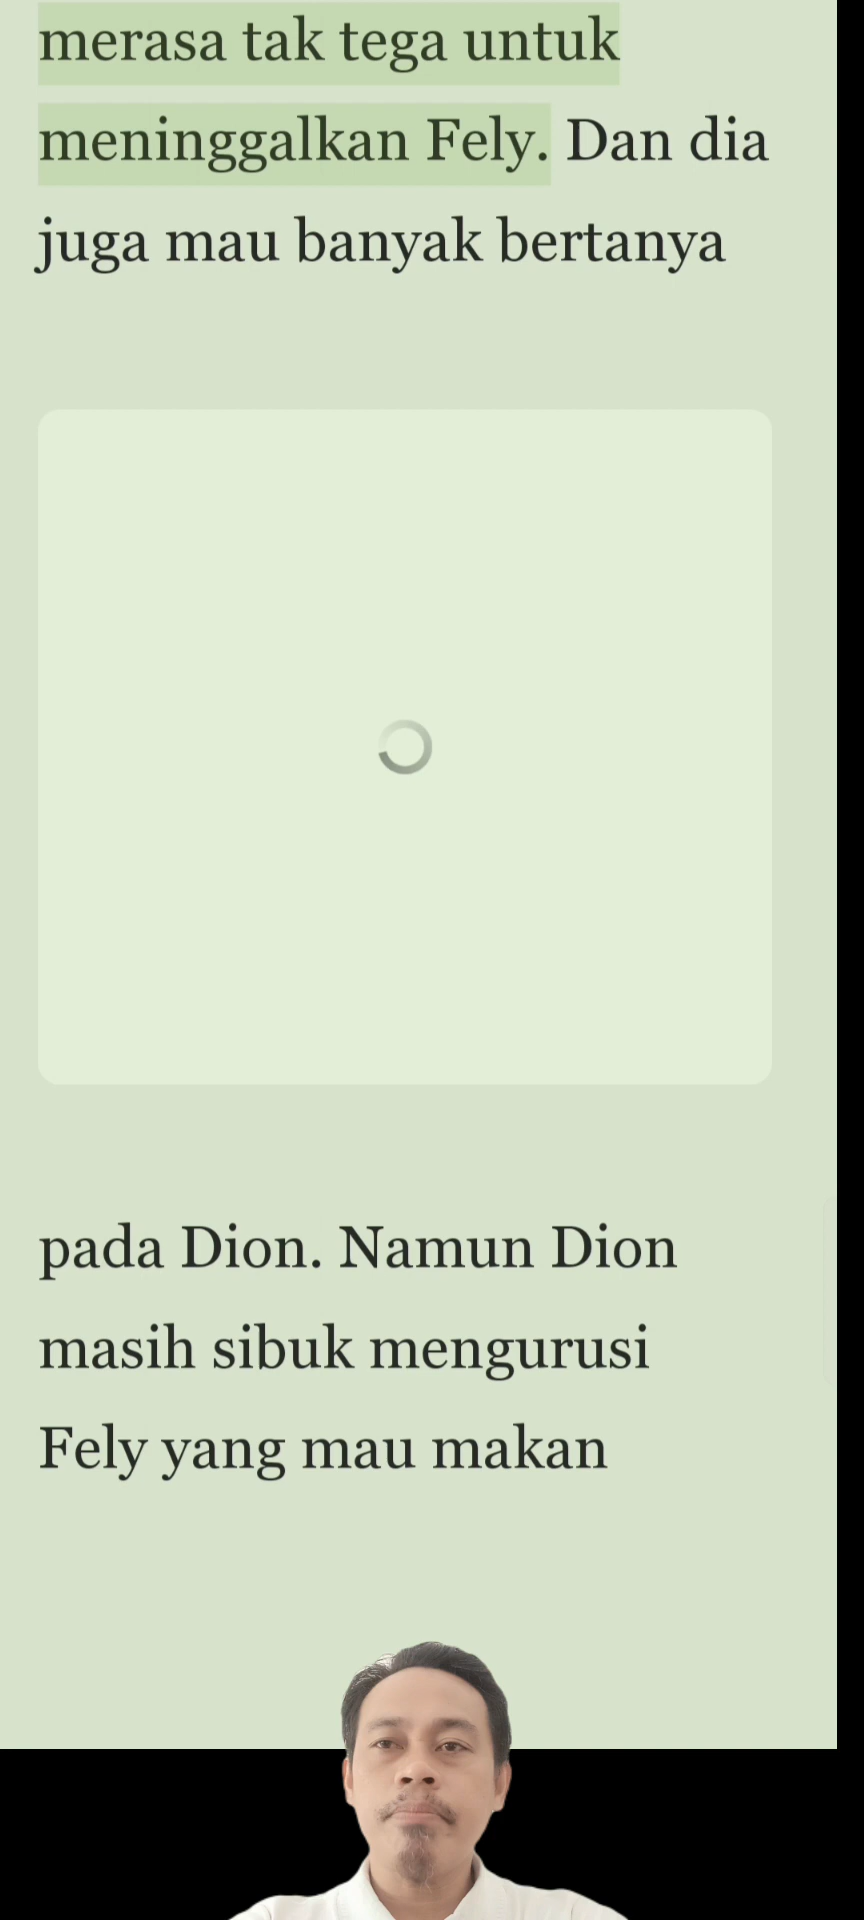 merasa tak tega untuk
meninggalkan Fely. Dan dia
juga mau banyak bertanya
pada Dion. Namun Dion
masih sibuk mengurusi
Fely yang mau makan